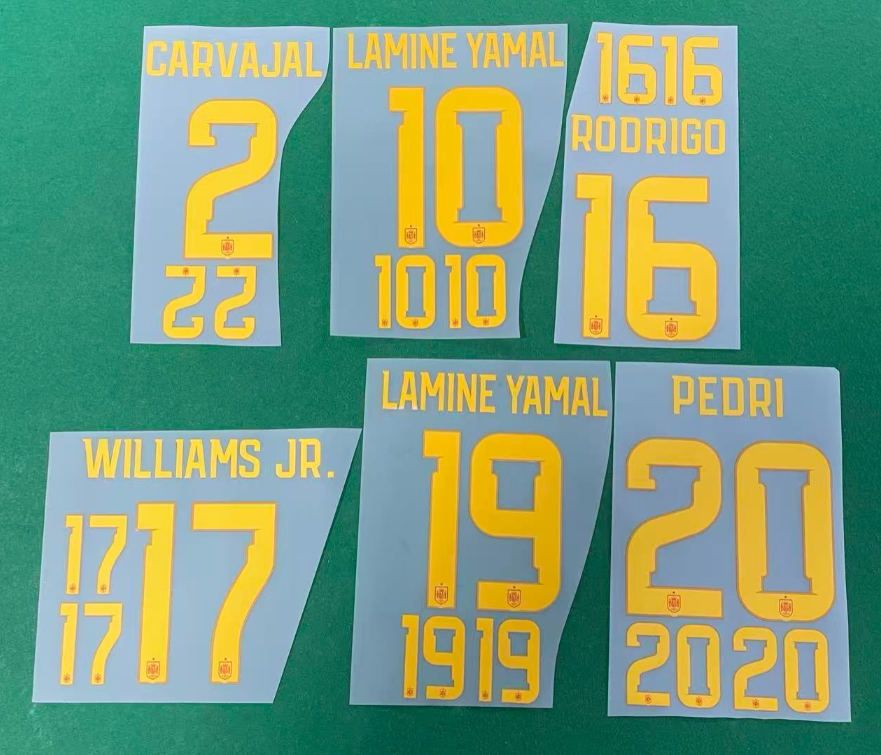 CARVAJAL
2
22
LAMINE YAMAL
10
1010
1616
RODRIGO
16
WILLIAMS JR.
17
17
17
LAMINE YAMAL
19
1919
PEDRI
20
2020